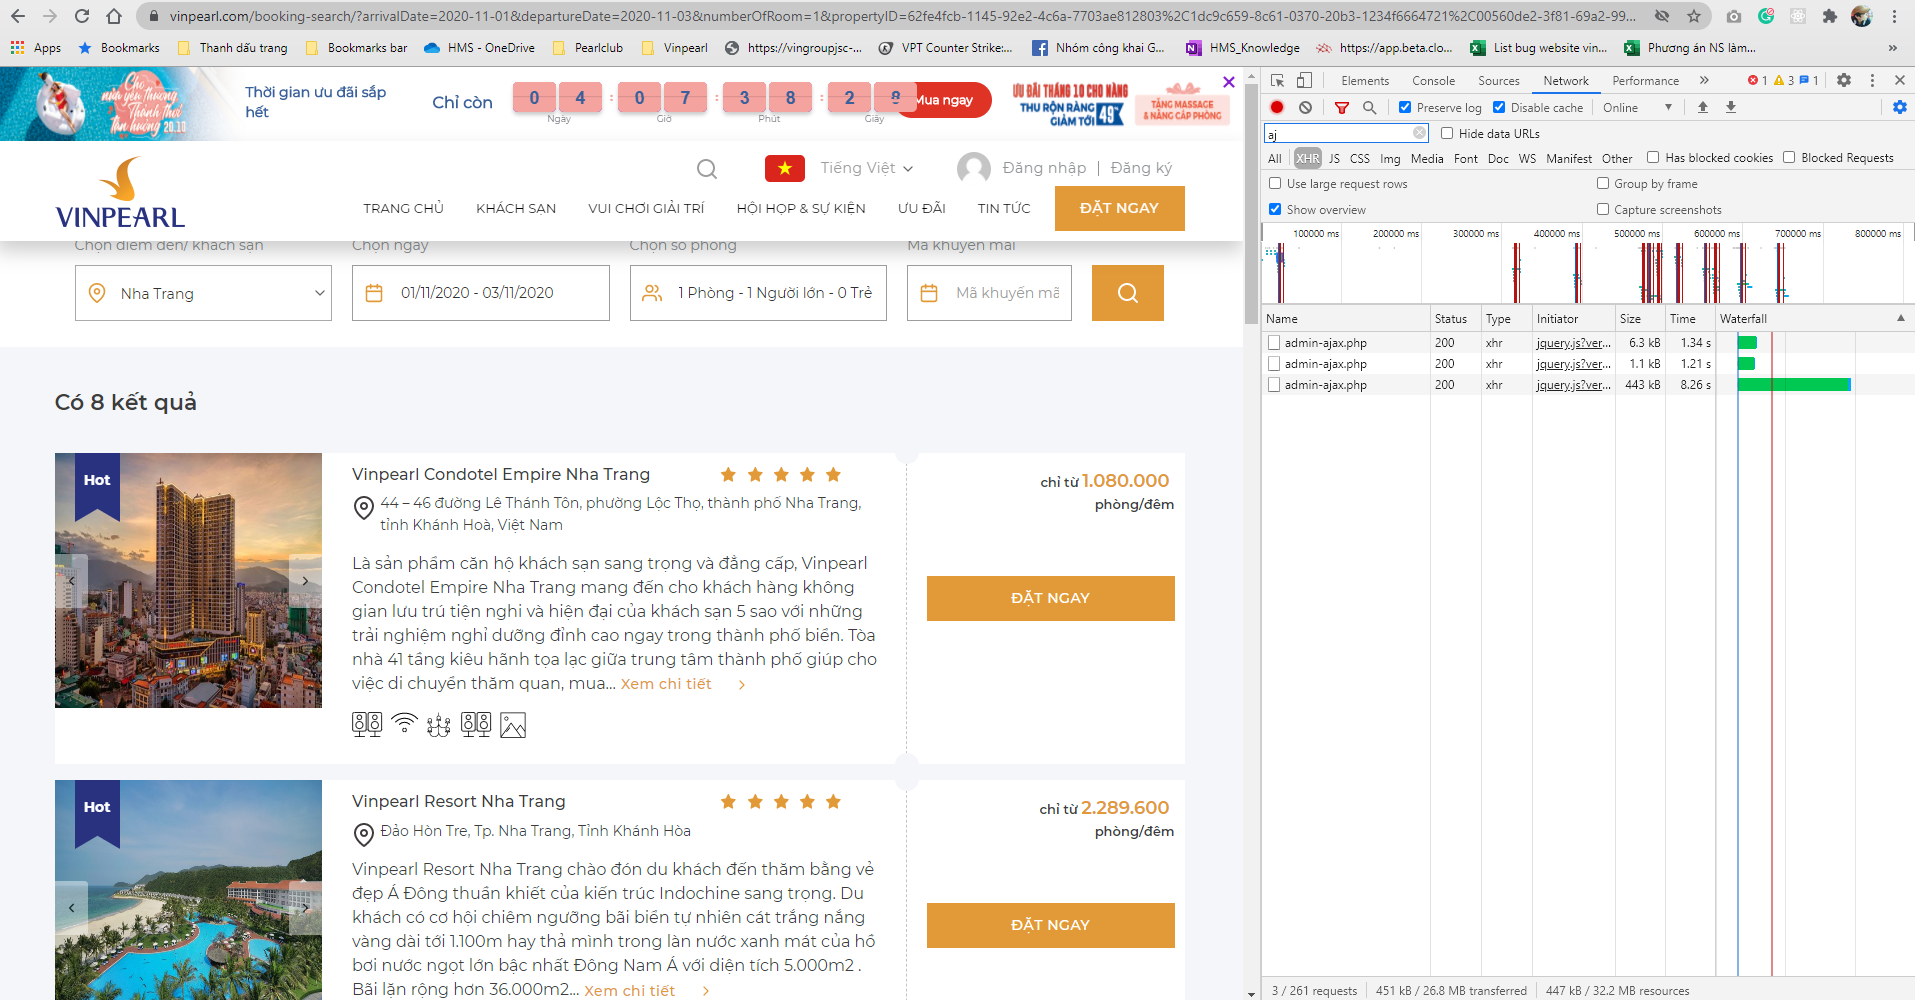 vinpearl.com/booking-search/?arrivalDate=2020-11-01&departureDate=2020-11-03&numberOfRoom=1&propertyID=62fe4fcb-1145-92e2-4c6a-7703ae812803%2C1dc9c659-8c61-0370-20b3-1234f6664721%2C00560de2-3f81-69a2-99...
Apps Bookmarks Thanh dấu trang Bookmarks bar HMS - OneDrive Pearlclub Vinpearl https://vingroupjsc-... VPT Counter Strike:... Nhóm công khai G... HMS_Knowledge https://app.beta.clo... List bug website vin... Phương án NS làm... »
Thời gian ưu đãi sắp
hết
Chỉ còn
0 4 : 0 7 : 3 8 : 2 8
Ngày Giờ Phút Giây
Mua ngay
ƯU ĐÃI THÁNG 10 CHO NÀNG
THU RỘN RÀNG
GIẢM TỚI 49%
TẶNG MASSAGE
& NÂNG CẤP PHÒNG
VINPEARL
Tiếng Việt
Đăng nhập | Đăng ký
TRANG CHỦ KHÁCH SẠN VUI CHƠI GIẢI TRÍ HỘI HỌP & SỰ KIỆN ƯU ĐÃI TIN TỨC ĐẶT NGAY
Chọn điểm đến/ khách sạn Chọn ngày Chọn số phòng Mã khuyến mãi
Nha Trang 01/11/2020 - 03/11/2020 1 Phòng - 1 Người lớn - 0 Trẻ Mã khuyến mã
Có 8 kết quả
Hot
Vinpearl Condotel Empire Nha Trang
44 – 46 đường Lê Thánh Tôn, phường Lộc Thọ, thành phố Nha Trang,
tỉnh Khánh Hoà, Việt Nam
Là sản phẩm căn hộ khách sạn sang trọng và đẳng cấp, Vinpearl
Condotel Empire Nha Trang mang đến cho khách hàng không
gian lưu trú tiện nghi và hiện đại của khách sạn 5 sao với những
trải nghiệm nghỉ dưỡng đỉnh cao ngay trong thành phố biển. Tòa
nhà 41 tầng kiêu hãnh tọa lạc giữa trung tâm thành phố giúp cho
việc di chuyển thăm quan, mua... Xem chi tiết
chỉ từ 1.080.000
phòng/đêm
ĐẶT NGAY
Hot
Vinpearl Resort Nha Trang
Đảo Hòn Tre, Tp. Nha Trang, Tỉnh Khánh Hòa
Vinpearl Resort Nha Trang chào đón du khách đến thăm bằng vẻ
đẹp Á Đông thuần khiết của kiến trúc Indochine sang trọng. Du
khách có cơ hội chiêm ngưỡng bãi biển tự nhiên cát trắng nắng
vàng dài tới 1.100m hay thả mình trong làn nước xanh mát của hồ
bơi nước ngọt lớn bậc nhất Đông Nam Á với diện tích 5.000m2 .
Bãi lặn rộng hơn 36.000m2... Xem chi tiết
chỉ từ 2.289.600
phòng/đêm
ĐẶT NGAY
Elements Console Sources Network Performance » 1 3 1
Preserve log Disable cache Online
aj Hide data URLs
All XHR JS CSS Img Media Font Doc WS Manifest Other Has blocked cookies Blocked Requests
Use large request rows Group by frame
Show overview Capture screenshots
100000 ms 200000 ms 300000 ms 400000 ms 500000 ms 600000 ms 700000 ms 800000 ms
Name Status Type Initiator Size Time Waterfall
admin-ajax.php 200 xhr jquery.js?ver... 6.3 kB 1.34 s
admin-ajax.php 200 xhr jquery.js?ver... 1.1 kB 1.21 s
admin-ajax.php 200 xhr jquery.js?ver... 443 kB 8.26 s
3 / 261 requests 451 kB / 26.8 MB transferred 447 kB / 32.2 MB resources